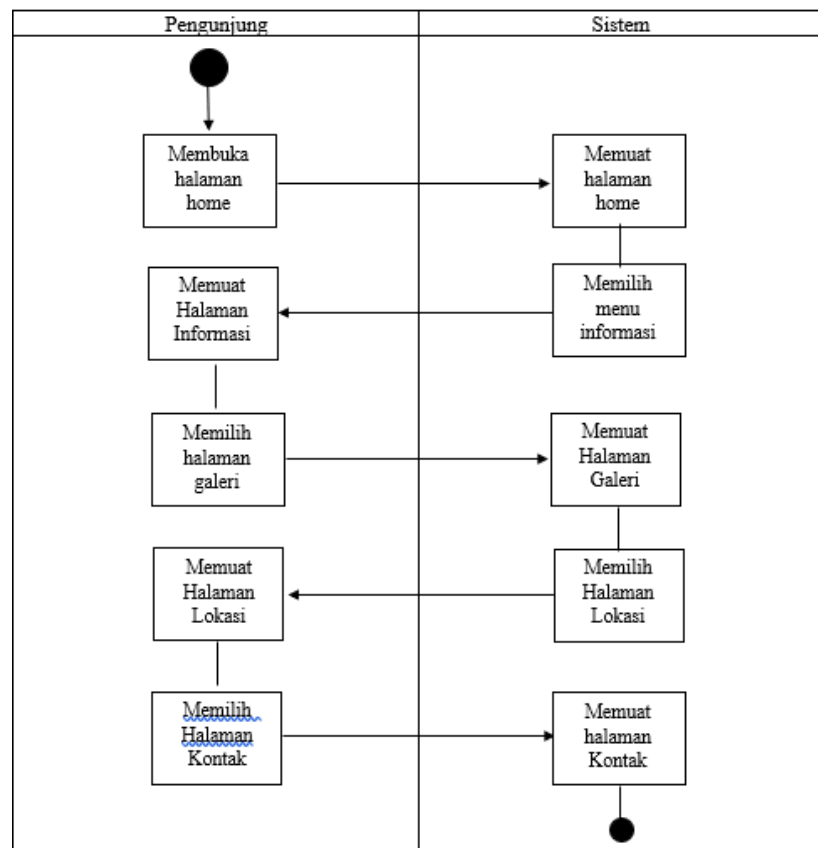 Pengunjung
Sistem
Membuka
halaman
home
Memuat
halaman
home
Memuat
Halaman
Informasi
Memilih
menu
informasi
Memilih
halaman
galeri
Memuat
Halaman
Galeri
Memuat
Halaman
Lokasi
Memilih
Halaman
Lokasi
Memilih
Halaman
Kontak
Memuat
halaman
Kontak